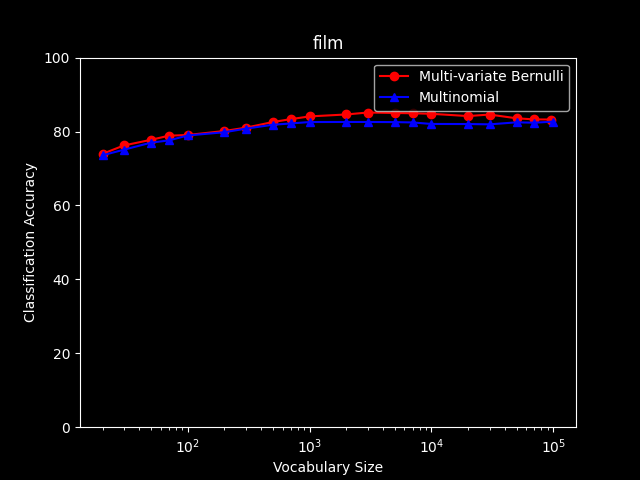 film
Multi-variate Bernulli
Multinomial
100
80
60
40
20
0
Classification Accuracy
10²
10³
10⁴
10⁵
Vocabulary Size